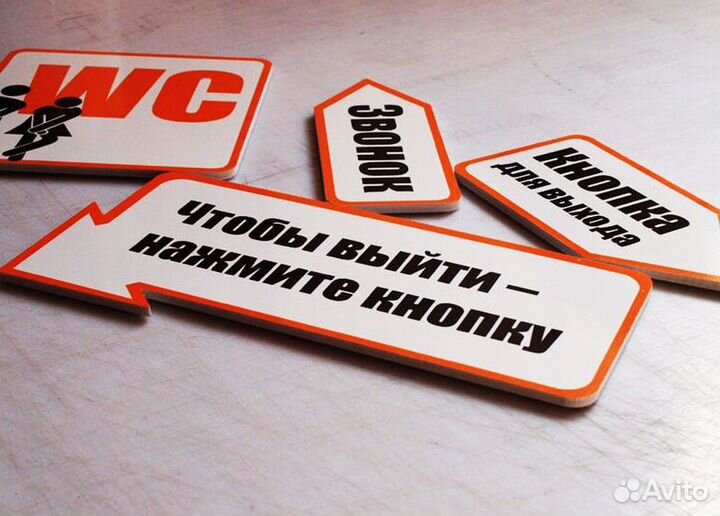 WC
Звонок
Кнопка
для выхода
Чтобы выйти –
нажмите кнопку
Avito